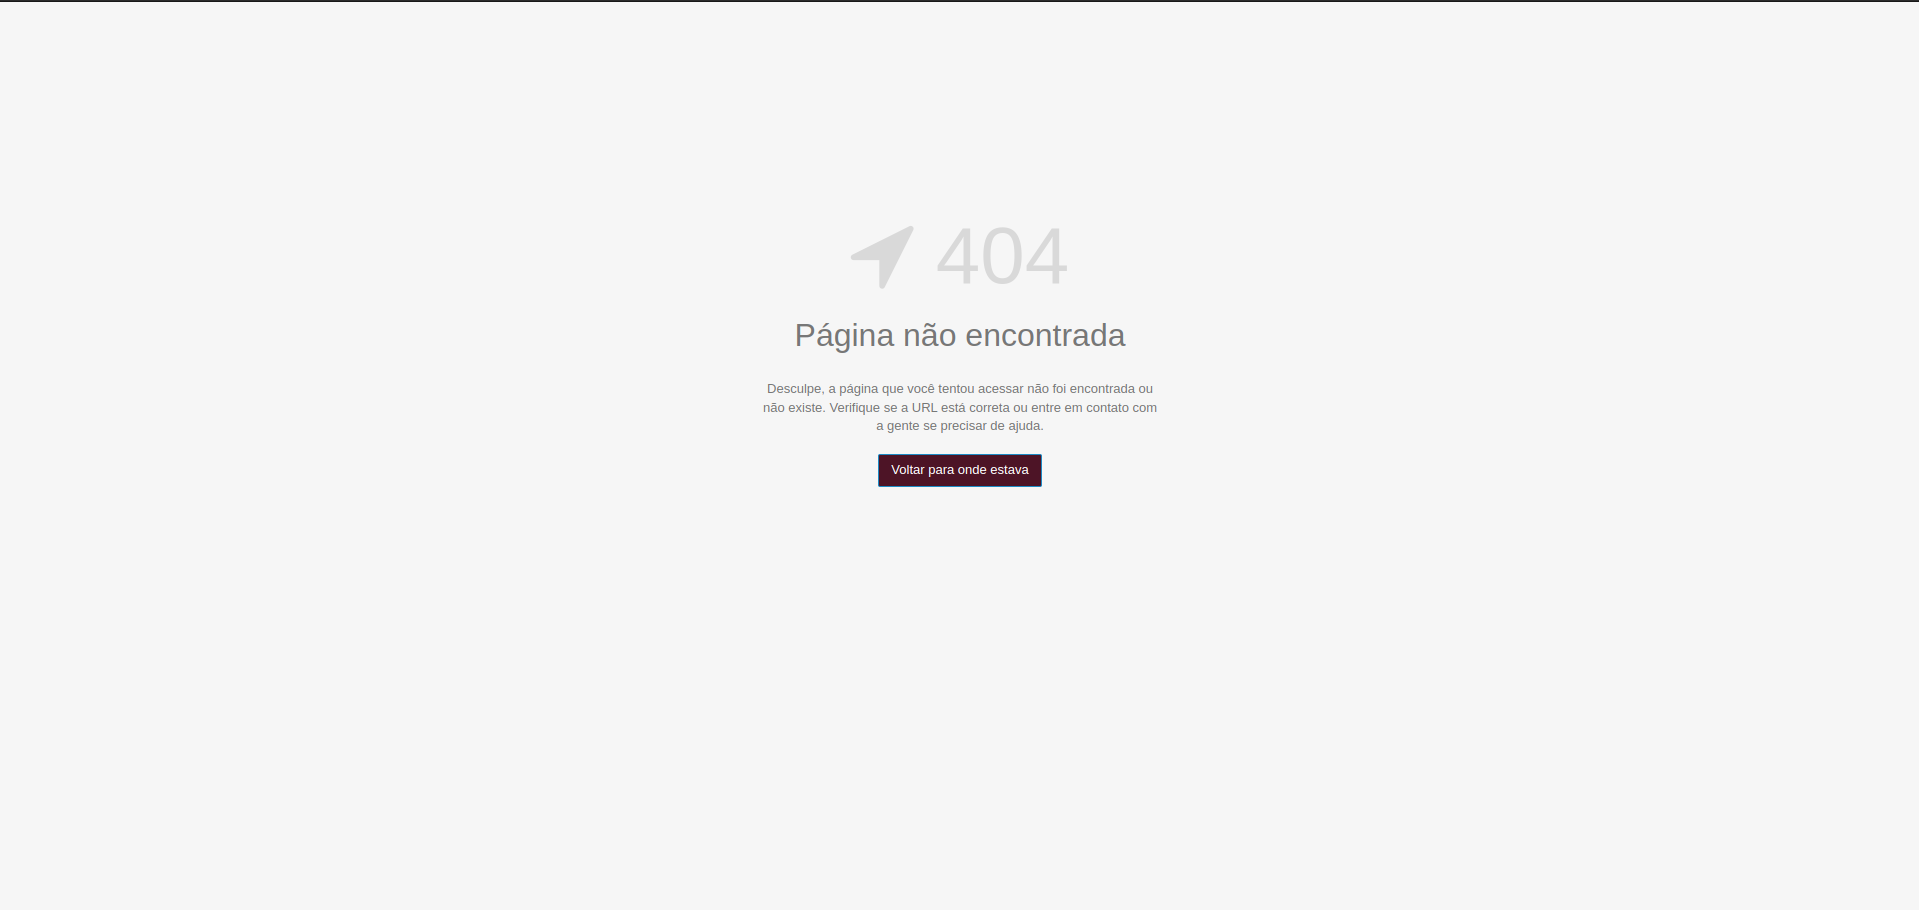 404
Página não encontrada
Desculpe, a página que você tentou acessar não foi encontrada ou
não existe. Verifique se a URL está correta ou entre em contato com
a gente se precisar de ajuda.
Voltar para onde estava